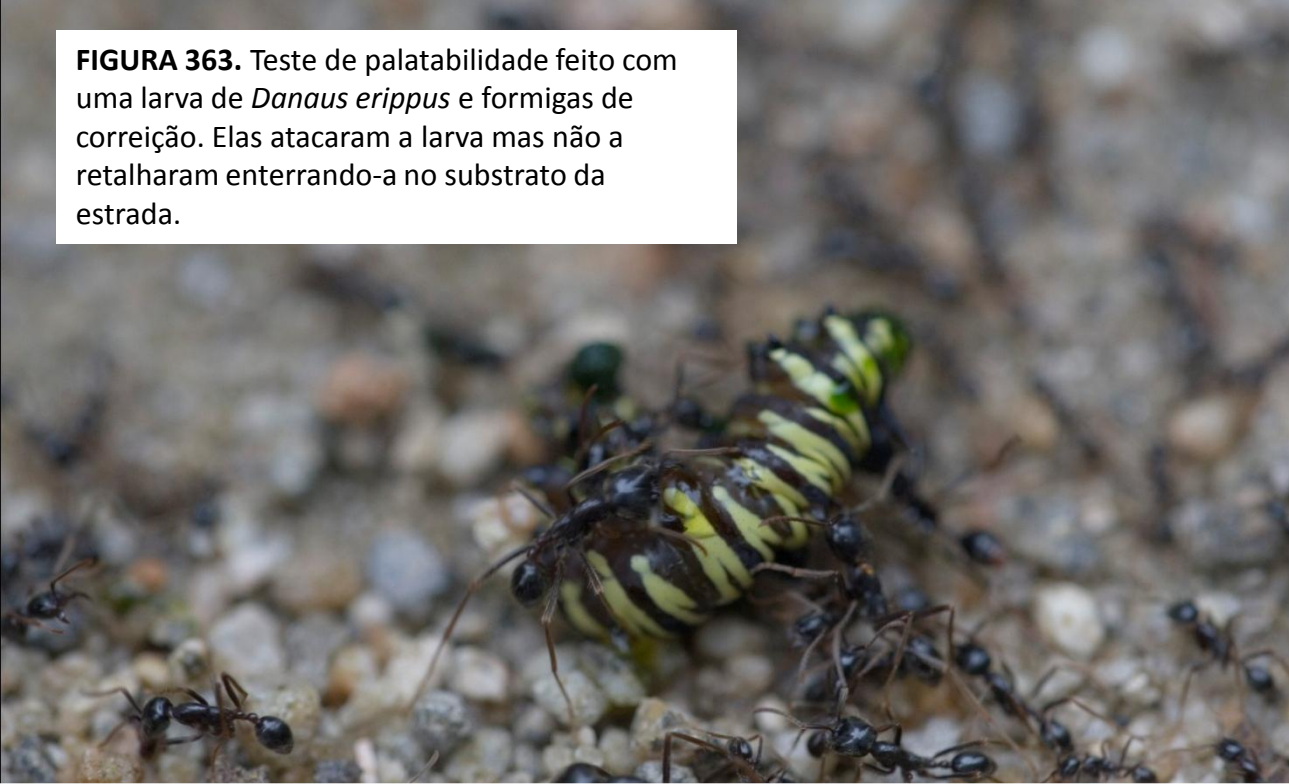 FIGURA 363. Teste de palatabilidade feito com
uma larva de Danaus erippus e formigas de
correição. Elas atacaram a larva mas não a
retalharam enterrando-a no substrato da
estrada.